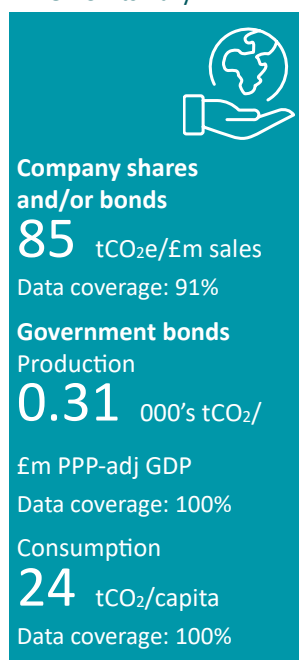 Company shares
and/or bonds
85 tCO2e/£m sales
Data coverage: 91%
Government bonds
Production
0.31 000's tCO2/
£m PPP-adj GDP
Data coverage: 100%
Consumption
24 tCO2/capita
Data coverage: 100%